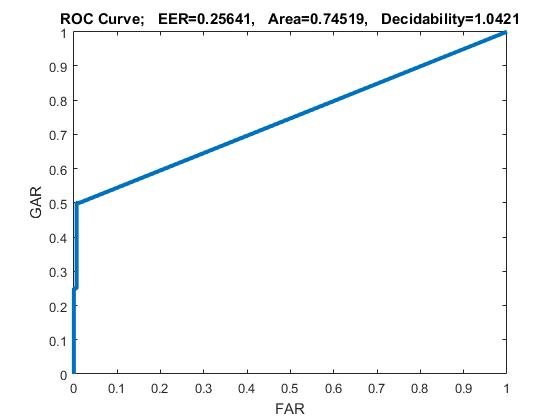 ROC Curve; EER=0.25641, Area=0.74519, Decidability=1.0421
1
0.9
0.8
0.7
0.6
0.5
0.4
0.3
0.2
0.1
0
GAR
0 0.1 0.2 0.3 0.4 0.5 0.6 0.7 0.8 0.9 1
FAR